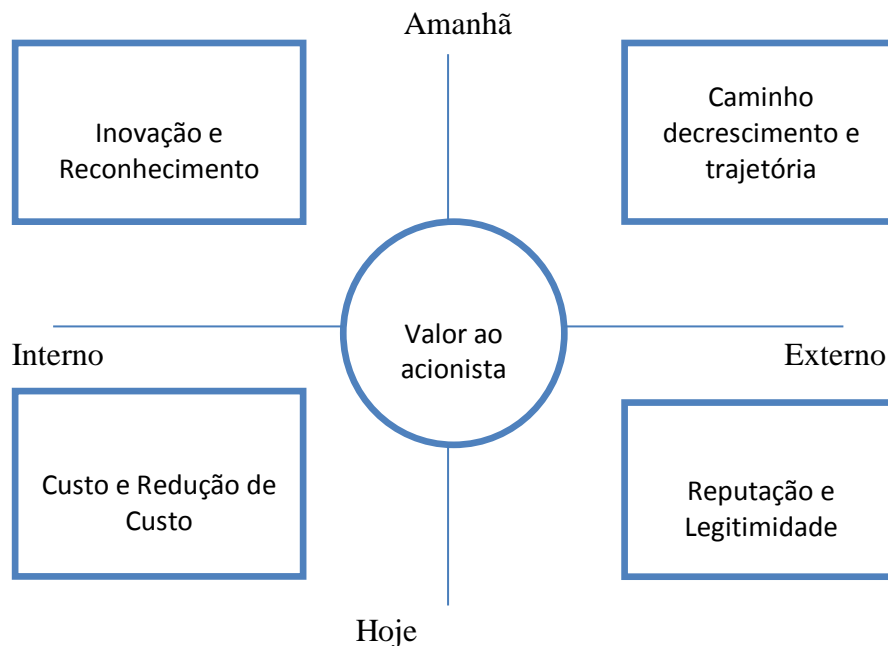 Amanhã
Inovação e
Reconhecimento
Caminho
decrescimento e
trajetória
Valor ao
acionista
Interno
Externo
Custo e Redução de
Custo
Reputação e
Legitimidade
Hoje